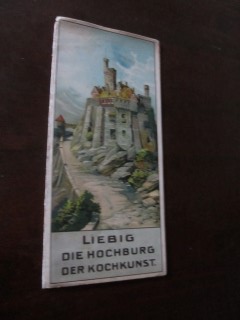 LIEBIG
DIE HOCHBURG
DER KOCHKUNST.